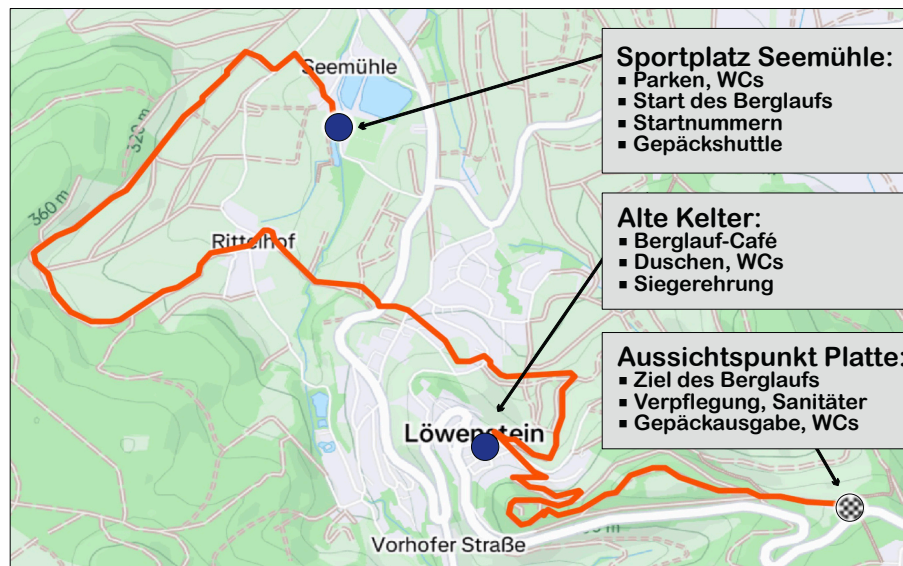 Sportplatz Seemühle:
▪ Parken, WCs
▪ Start des Berglaufs
▪ Startnummern
▪ Gepäckshuttle
Seemühle
320 m
360 m
Rittelhof
Alte Kelter:
▪ Berglauf-Café
▪ Duschen, WCs
▪ Siegerehrung
Aussichtspunkt Platte:
▪ Ziel des Berglaufs
▪ Verpflegung, Sanitäter
▪ Gepäckausgabe, WCs
Löwenstein
Vorhofer Straße